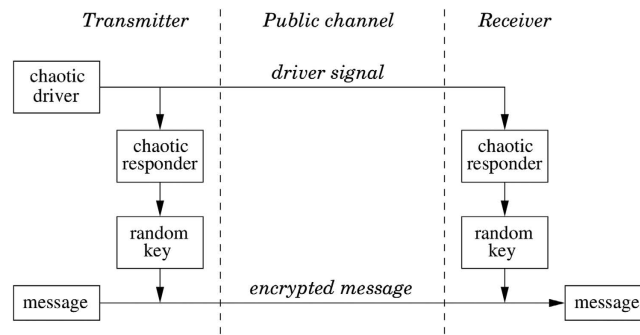 Transmitter
Public channel
Receiver
chaotic
driver
driver signal
chaotic
responder
chaotic
responder
random
key
random
key
message
encrypted message
message